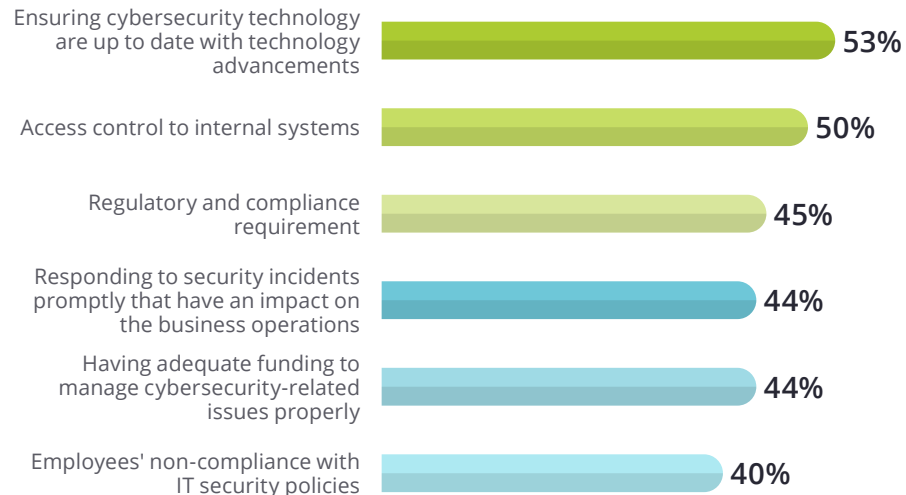 Ensuring cybersecurity technology
are up to date with technology
advancements
53%
Access control to internal systems
50%
Regulatory and compliance
requirement
45%
Responding to security incidents
promptly that have an impact on
the business operations
44%
Having adequate funding to
manage cybersecurity-related
issues properly
44%
Employees' non-compliance with
IT security policies
40%